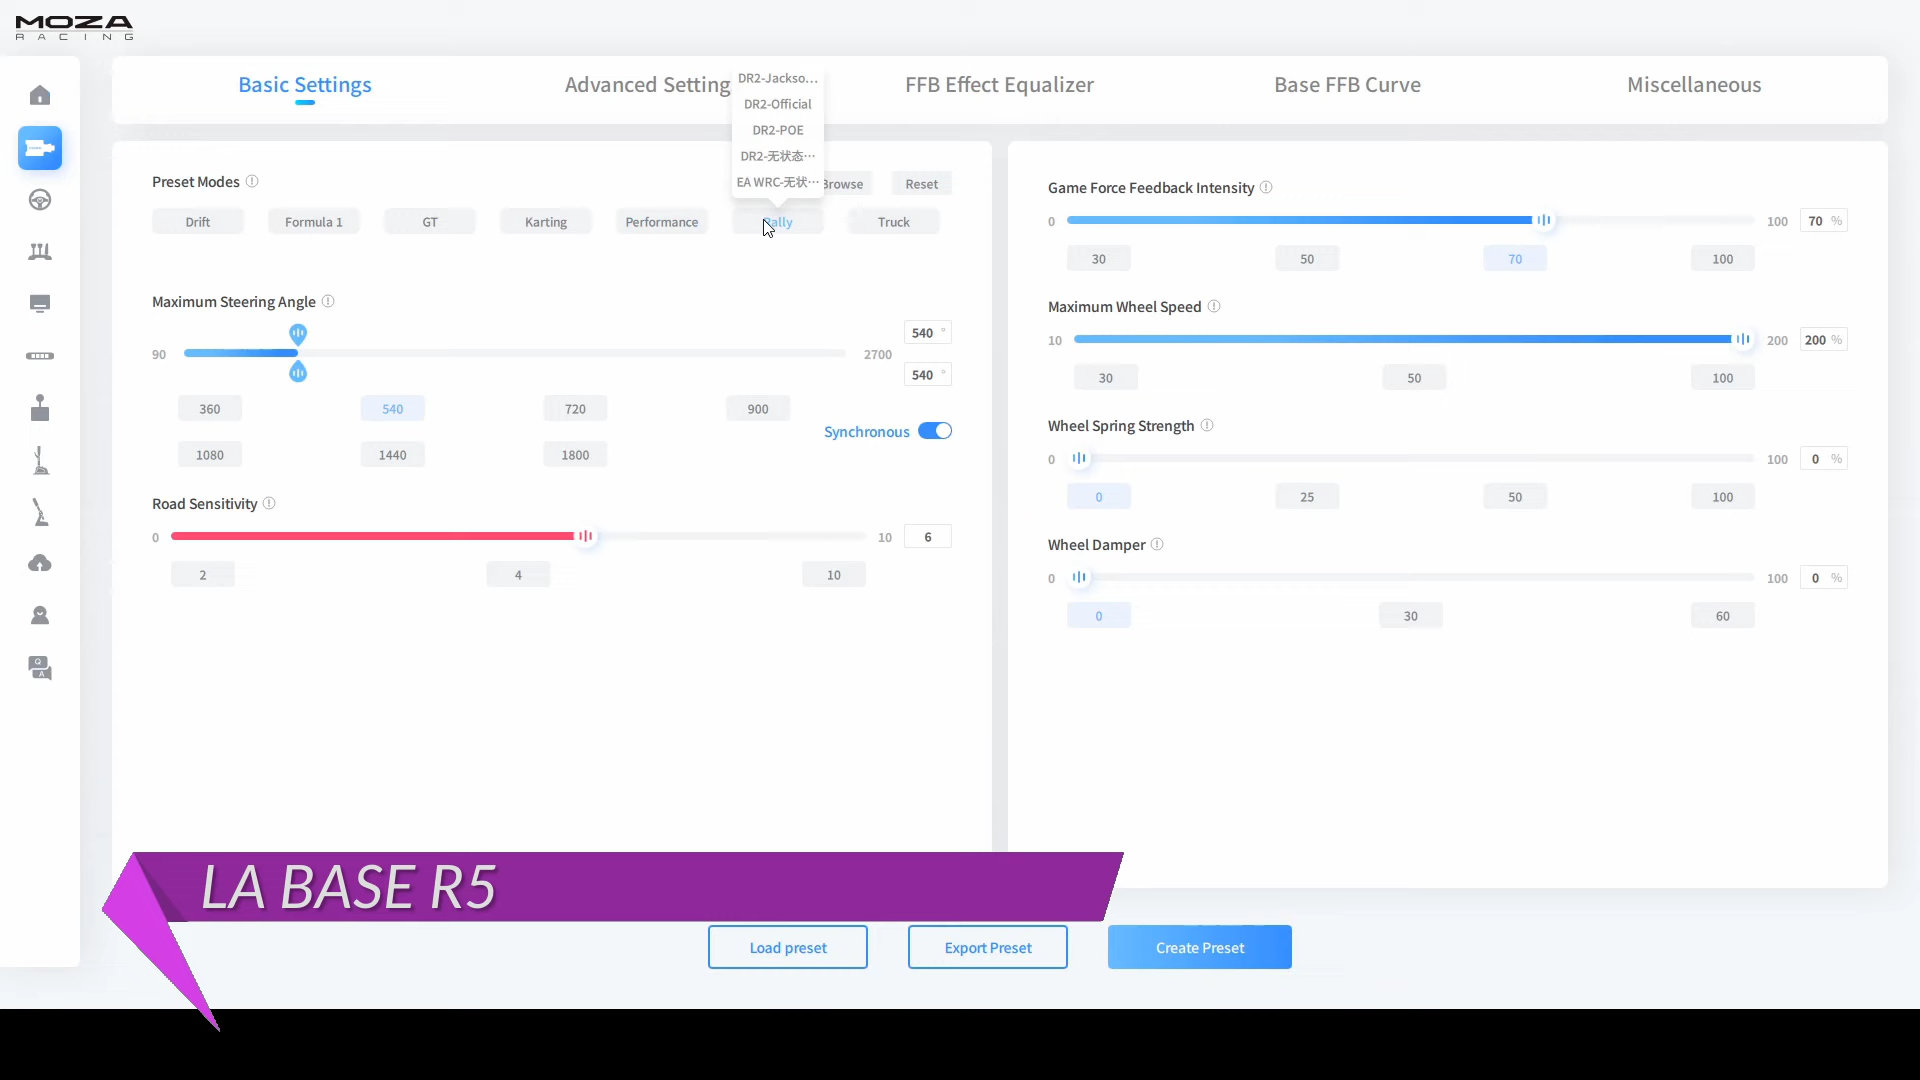 MOZA
RACING
Basic Settings
Advanced Setting
FFB Effect Equalizer
Base FFB Curve
Miscellaneous
DR2-Jackso...
DR2-Official
DR2-POE
DR2-无状态···
EA WRC-无状···
Preset Modes
Browse
Reset
Drift
Formula 1
GT
Karting
Performance
Rally
Truck
Maximum Steering Angle
540 °
90
2700
540 °
360
540
720
900
Synchronous
1080
1440
1800
Road Sensitivity
0
10
6
2
4
10
Game Force Feedback Intensity
0
100
70 %
30
50
70
100
Maximum Wheel Speed
10
200
200 %
30
50
100
Wheel Spring Strength
0
100
0 %
0
25
50
100
Wheel Damper
0
100
0 %
0
30
60
Q
A
LA BASE R5
Load preset
Export Preset
Create Preset